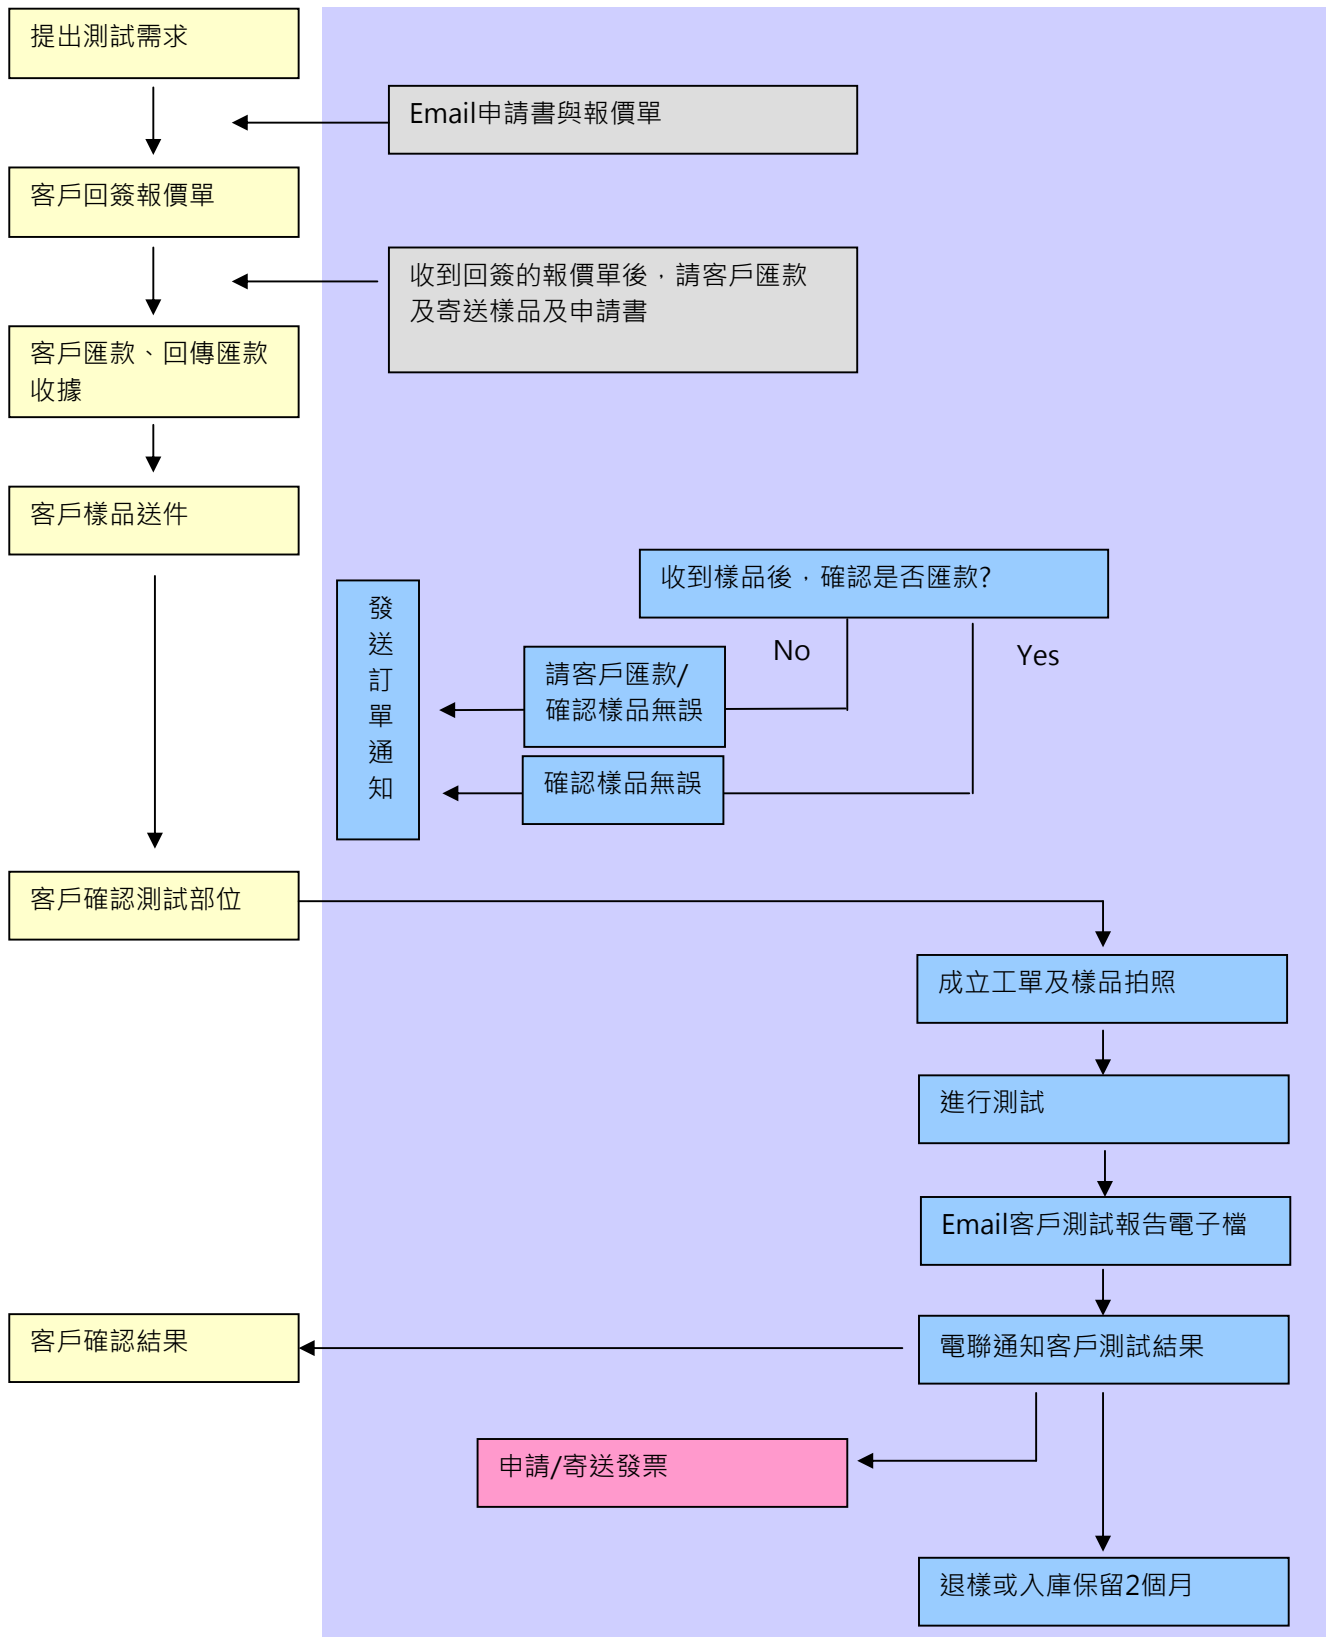 提出測試需求
Email申請書與報價單
客戶回簽報價單
收到回簽的報價單後，請客戶匯款
及寄送樣品及申請書
客戶匯款、回傳匯款
收據
客戶樣品送件
收到樣品後，確認是否匯款?
發送訂單通知
No
Yes
請客戶匯款/
確認樣品無誤
確認樣品無誤
客戶確認測試部位
成立工單及樣品拍照
進行測試
Email客戶測試報告電子檔
客戶確認結果
電聯通知客戶測試結果
申請/寄送發票
退樣或入庫保留2個月